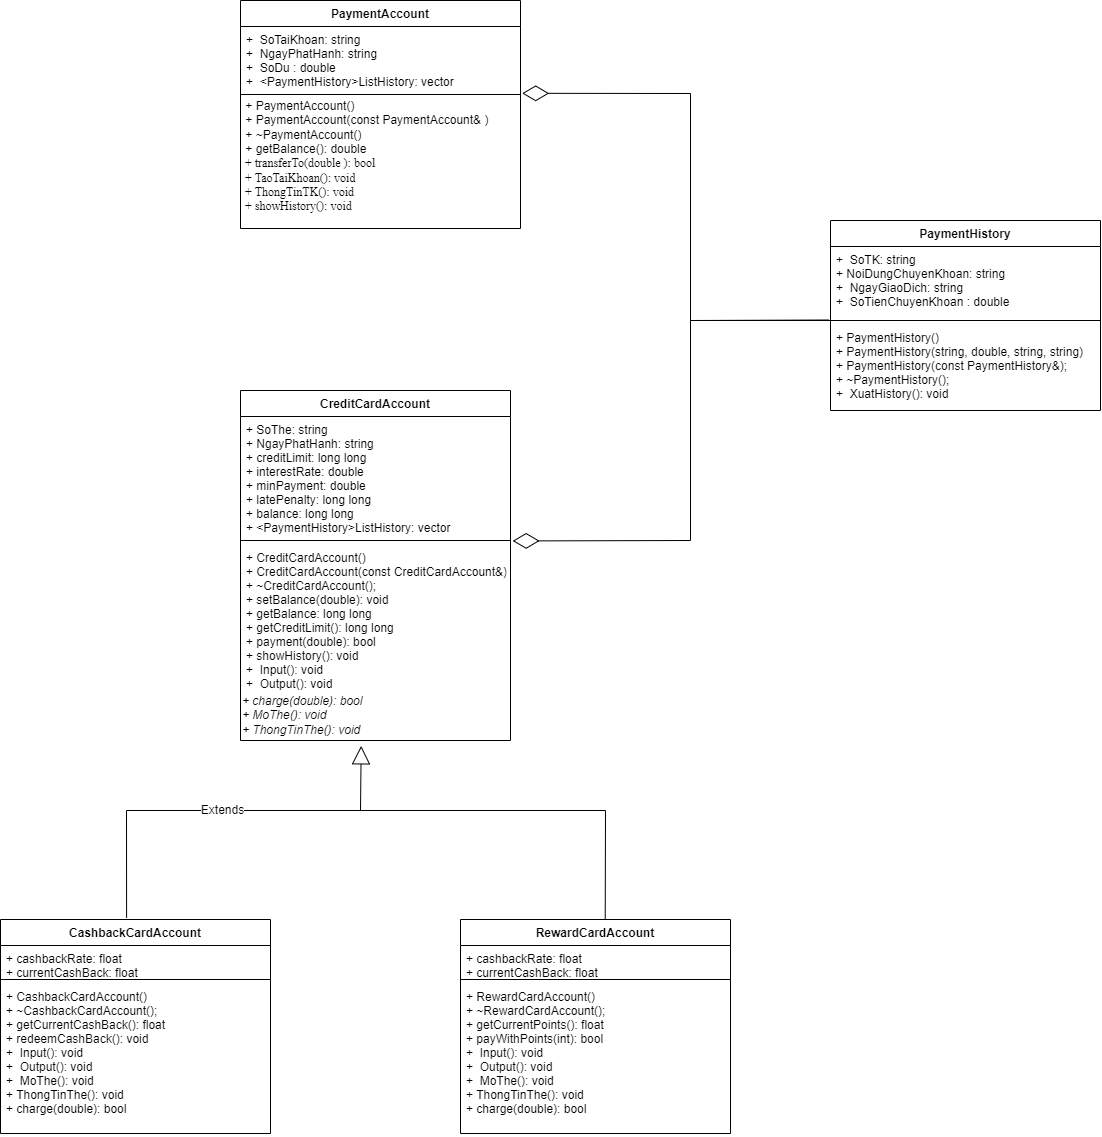 PaymentAccount
+ SoTaiKhoan: string
+ NgayPhatHanh: string
+ SoDu : double
+ <PaymentHistory>ListHistory: vector
+ PaymentAccount()
+ PaymentAccount(const PaymentAccount& )
+ ~PaymentAccount()
+ getBalance(): double
+ transferTo(double ): bool
+ TaoTaiKhoan(): void
+ ThongTinTK(): void
+ showHistory(): void
PaymentHistory
+ SoTK: string
+ NoiDungChuyenKhoan: string
+ NgayGiaoDich: string
+ SoTienChuyenKhoan : double
+ PaymentHistory()
+ PaymentHistory(string, double, string, string)
+ PaymentHistory(const PaymentHistory&);
+ ~PaymentHistory();
+ XuatHistory(): void
CreditCardAccount
+ SoThe: string
+ NgayPhatHanh: string
+ creditLimit: long long
+ interestRate: double
+ minPayment: double
+ latePenalty: long long
+ balance: long long
+ <PaymentHistory>ListHistory: vector
+ CreditCardAccount()
+ CreditCardAccount(const CreditCardAccount&)
+ ~CreditCardAccount();
+ setBalance(double): void
+ getBalance: long long
+ getCreditLimit(): long long
+ payment(double): bool
+ showHistory(): void
+ Input(): void
+ Output(): void
+ charge(double): bool
+ MoThe(): void
+ ThongTinThe(): void
Extends
CashbackCardAccount
+ cashbackRate: float
+ currentCashBack: float
+ CashbackCardAccount()
+ ~CashbackCardAccount();
+ getCurrentCashBack(): float
+ redeemCashBack(): void
+ Input(): void
+ Output(): void
+ MoThe(): void
+ ThongTinThe(): void
+ charge(double): bool
RewardCardAccount
+ cashbackRate: float
+ currentCashBack: float
+ RewardCardAccount()
+ ~RewardCardAccount();
+ getCurrentPoints(): float
+ payWithPoints(int): bool
+ Input(): void
+ Output(): void
+ MoThe(): void
+ ThongTinThe(): void
+ charge(double): bool